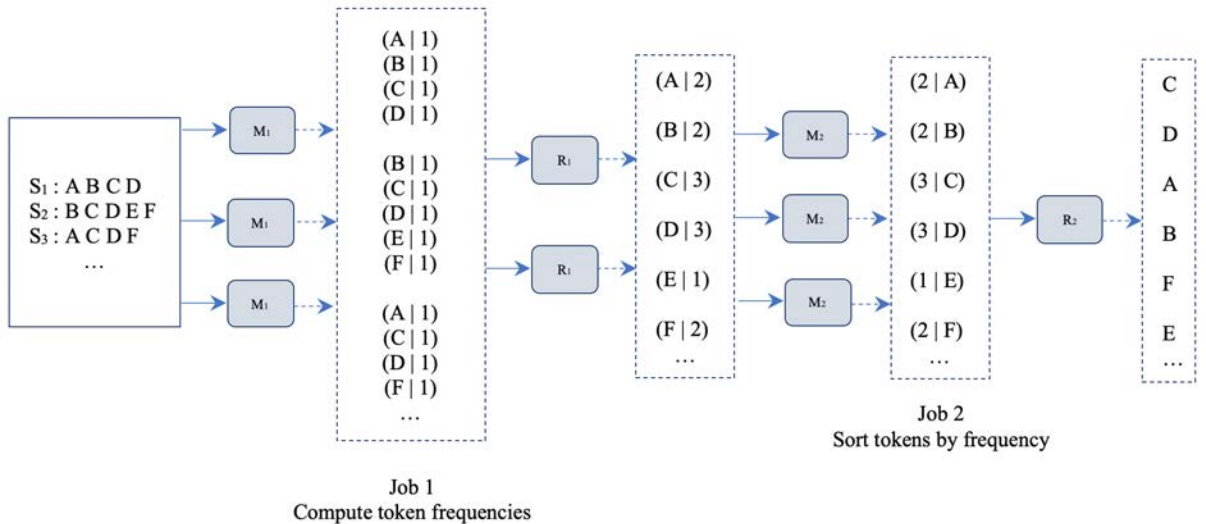 S₁ : A B C D
S₂ : B C D E F
S₃ : A C D F
...
M₁
M₁
M₁
(A | 1)
(B | 1)
(C | 1)
(D | 1)
(B | 1)
(C | 1)
(D | 1)
(E | 1)
(F | 1)
(A | 1)
(C | 1)
(D | 1)
(F | 1)
...
R₁
R₁
(A | 2)
(B | 2)
(C | 3)
(D | 3)
(E | 1)
(F | 2)
...
M₂
M₂
M₂
(2 | A)
(2 | B)
(3 | C)
(3 | D)
(1 | E)
(2 | F)
...
R₂
C
D
A
B
F
E
...
Job 1
Compute token frequencies
Job 2
Sort tokens by frequency